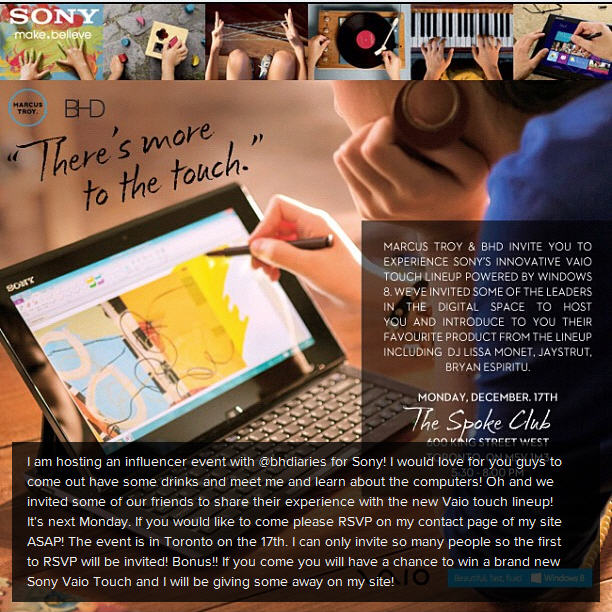 SONY
make.believe
MARCUS
TROY.
BHD
"There's more
to the touch."
SONY
MARCUS TROY & BHD INVITE YOU TO
EXPERIENCE SONY'S INNOVATIVE VAIO
TOUCH LINEUP POWERED BY WINDOWS
8. WE'VE INVITED SOME OF THE LEADERS
IN THE DIGITAL SPACE TO HOST
YOU AND INTRODUCE TO YOU THEIR
FAVOURITE PRODUCT FROM THE LINEUP
INCLUDING DJ LISSA MONET, JAYSTRUT,
BRYAN ESPIRITU.
MONDAY, DECEMBER. 17TH
The Spoke Club
600 KING STREET WEST
TORONTO, ON M5V 1M3
5:30 - 8:00 PM
I am hosting an influencer event with @bhdiaries for Sony! I would love for you guys to
come out have some drinks and meet me and learn about the computers! Oh and we
invited some of our friends to share their experience with the new Vaio touch lineup!
It's next Monday. If you would like to come please RSVP on my contact page of my site
ASAP! The event is in Toronto on the 17th. I can only invite so many people so the first
to RSVP will be invited! Bonus!! If you come you will have a chance to win a brand new
Sony Vaio Touch and I will be giving some away on my site!
Beautiful, fast, fluid. Windows 8